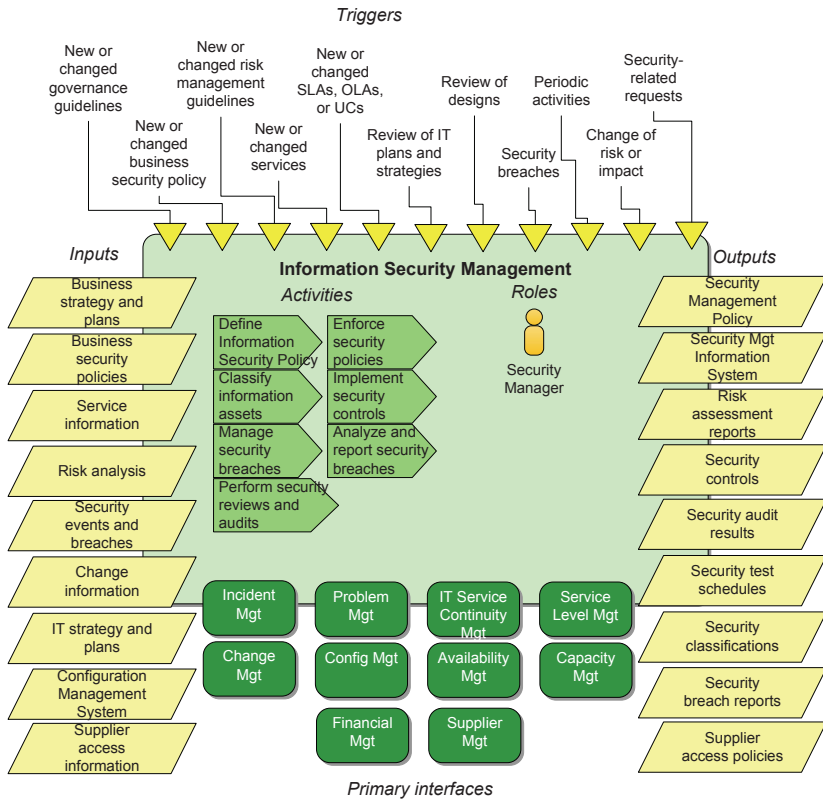 Triggers
New or
changed
governance
guidelines
New or
changed
business
security policy
New or
changed risk
management
guidelines
New or
changed
services
New or
changed
SLAs, OLAs,
or UCs
Review of IT
plans and
strategies
Review of
designs
Security
breaches
Periodic
activities
Change of
risk or
impact
Security-
related
requests
Inputs
Business
strategy and
plans
Business
security
policies
Service
information
Risk analysis
Security
events and
breaches
Change
information
IT strategy and
plans
Configuration
Management
System
Supplier
access
information
Information Security Management
Activities
Define
Information
Security Policy
Enforce
security
policies
Classify
information
assets
Implement
security
controls
Manage
security
breaches
Analyze and
report security
breaches
Perform security
reviews and
audits
Roles
Security
Manager
Outputs
Security
Management
Policy
Security Mgt
Information
System
Risk
assessment
reports
Security
controls
Security audit
results
Security test
schedules
Security
classifications
Security
breach reports
Supplier
access policies
Incident
Mgt
Problem
Mgt
IT Service
Continuity
Mgt
Service
Level Mgt
Change
Mgt
Config Mgt
Availability
Mgt
Capacity
Mgt
Financial
Mgt
Supplier
Mgt
Primary interfaces